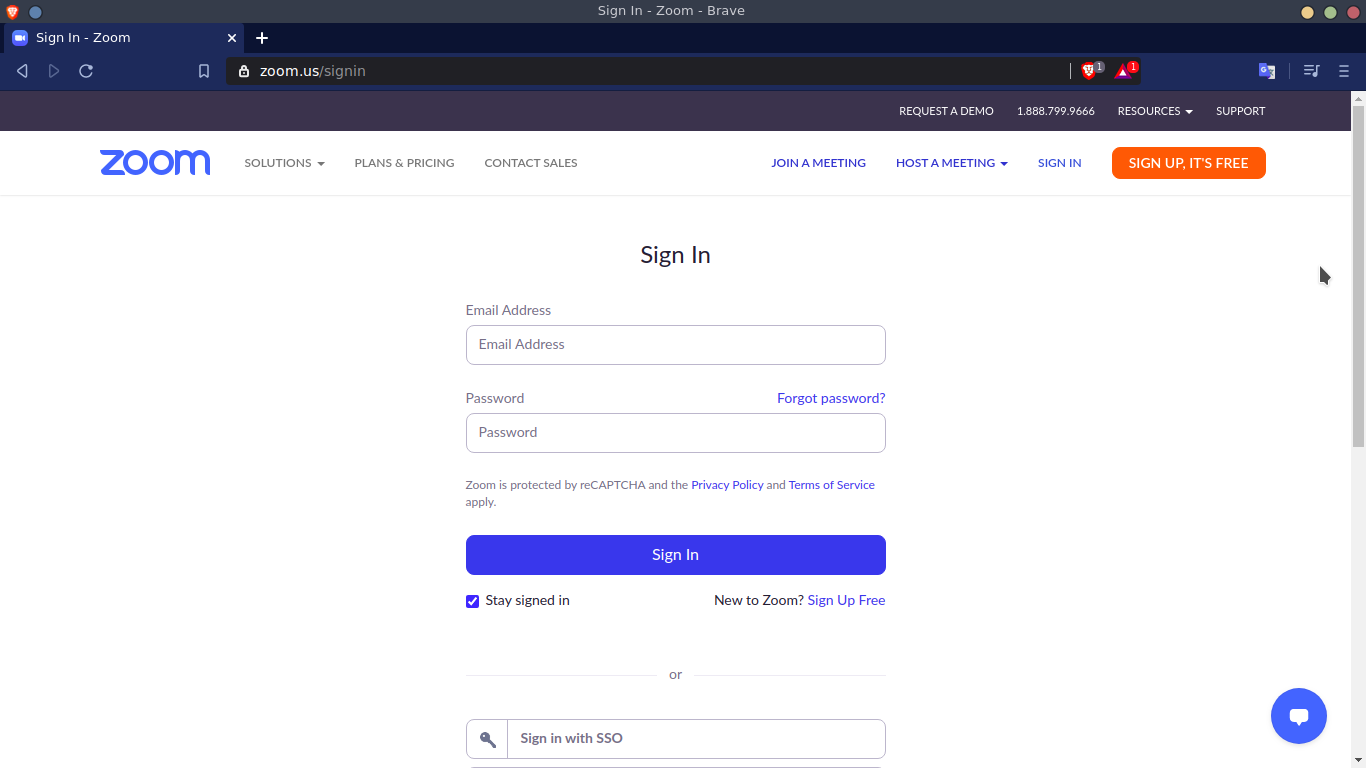 Sign In - Zoom - Brave
Sign In - Zoom
zoom.us/signin
1
1
REQUEST A DEMO 1.888.799.9666 RESOURCES SUPPORT
zoom SOLUTIONS PLANS & PRICING CONTACT SALES JOIN A MEETING HOST A MEETING SIGN IN SIGN UP, IT'S FREE
Sign In
Email Address
Email Address
Password Forgot password?
Password
Zoom is protected by reCAPTCHA and the Privacy Policy and Terms of Service
apply.
Sign In
Stay signed in New to Zoom? Sign Up Free
or
Sign in with SSO